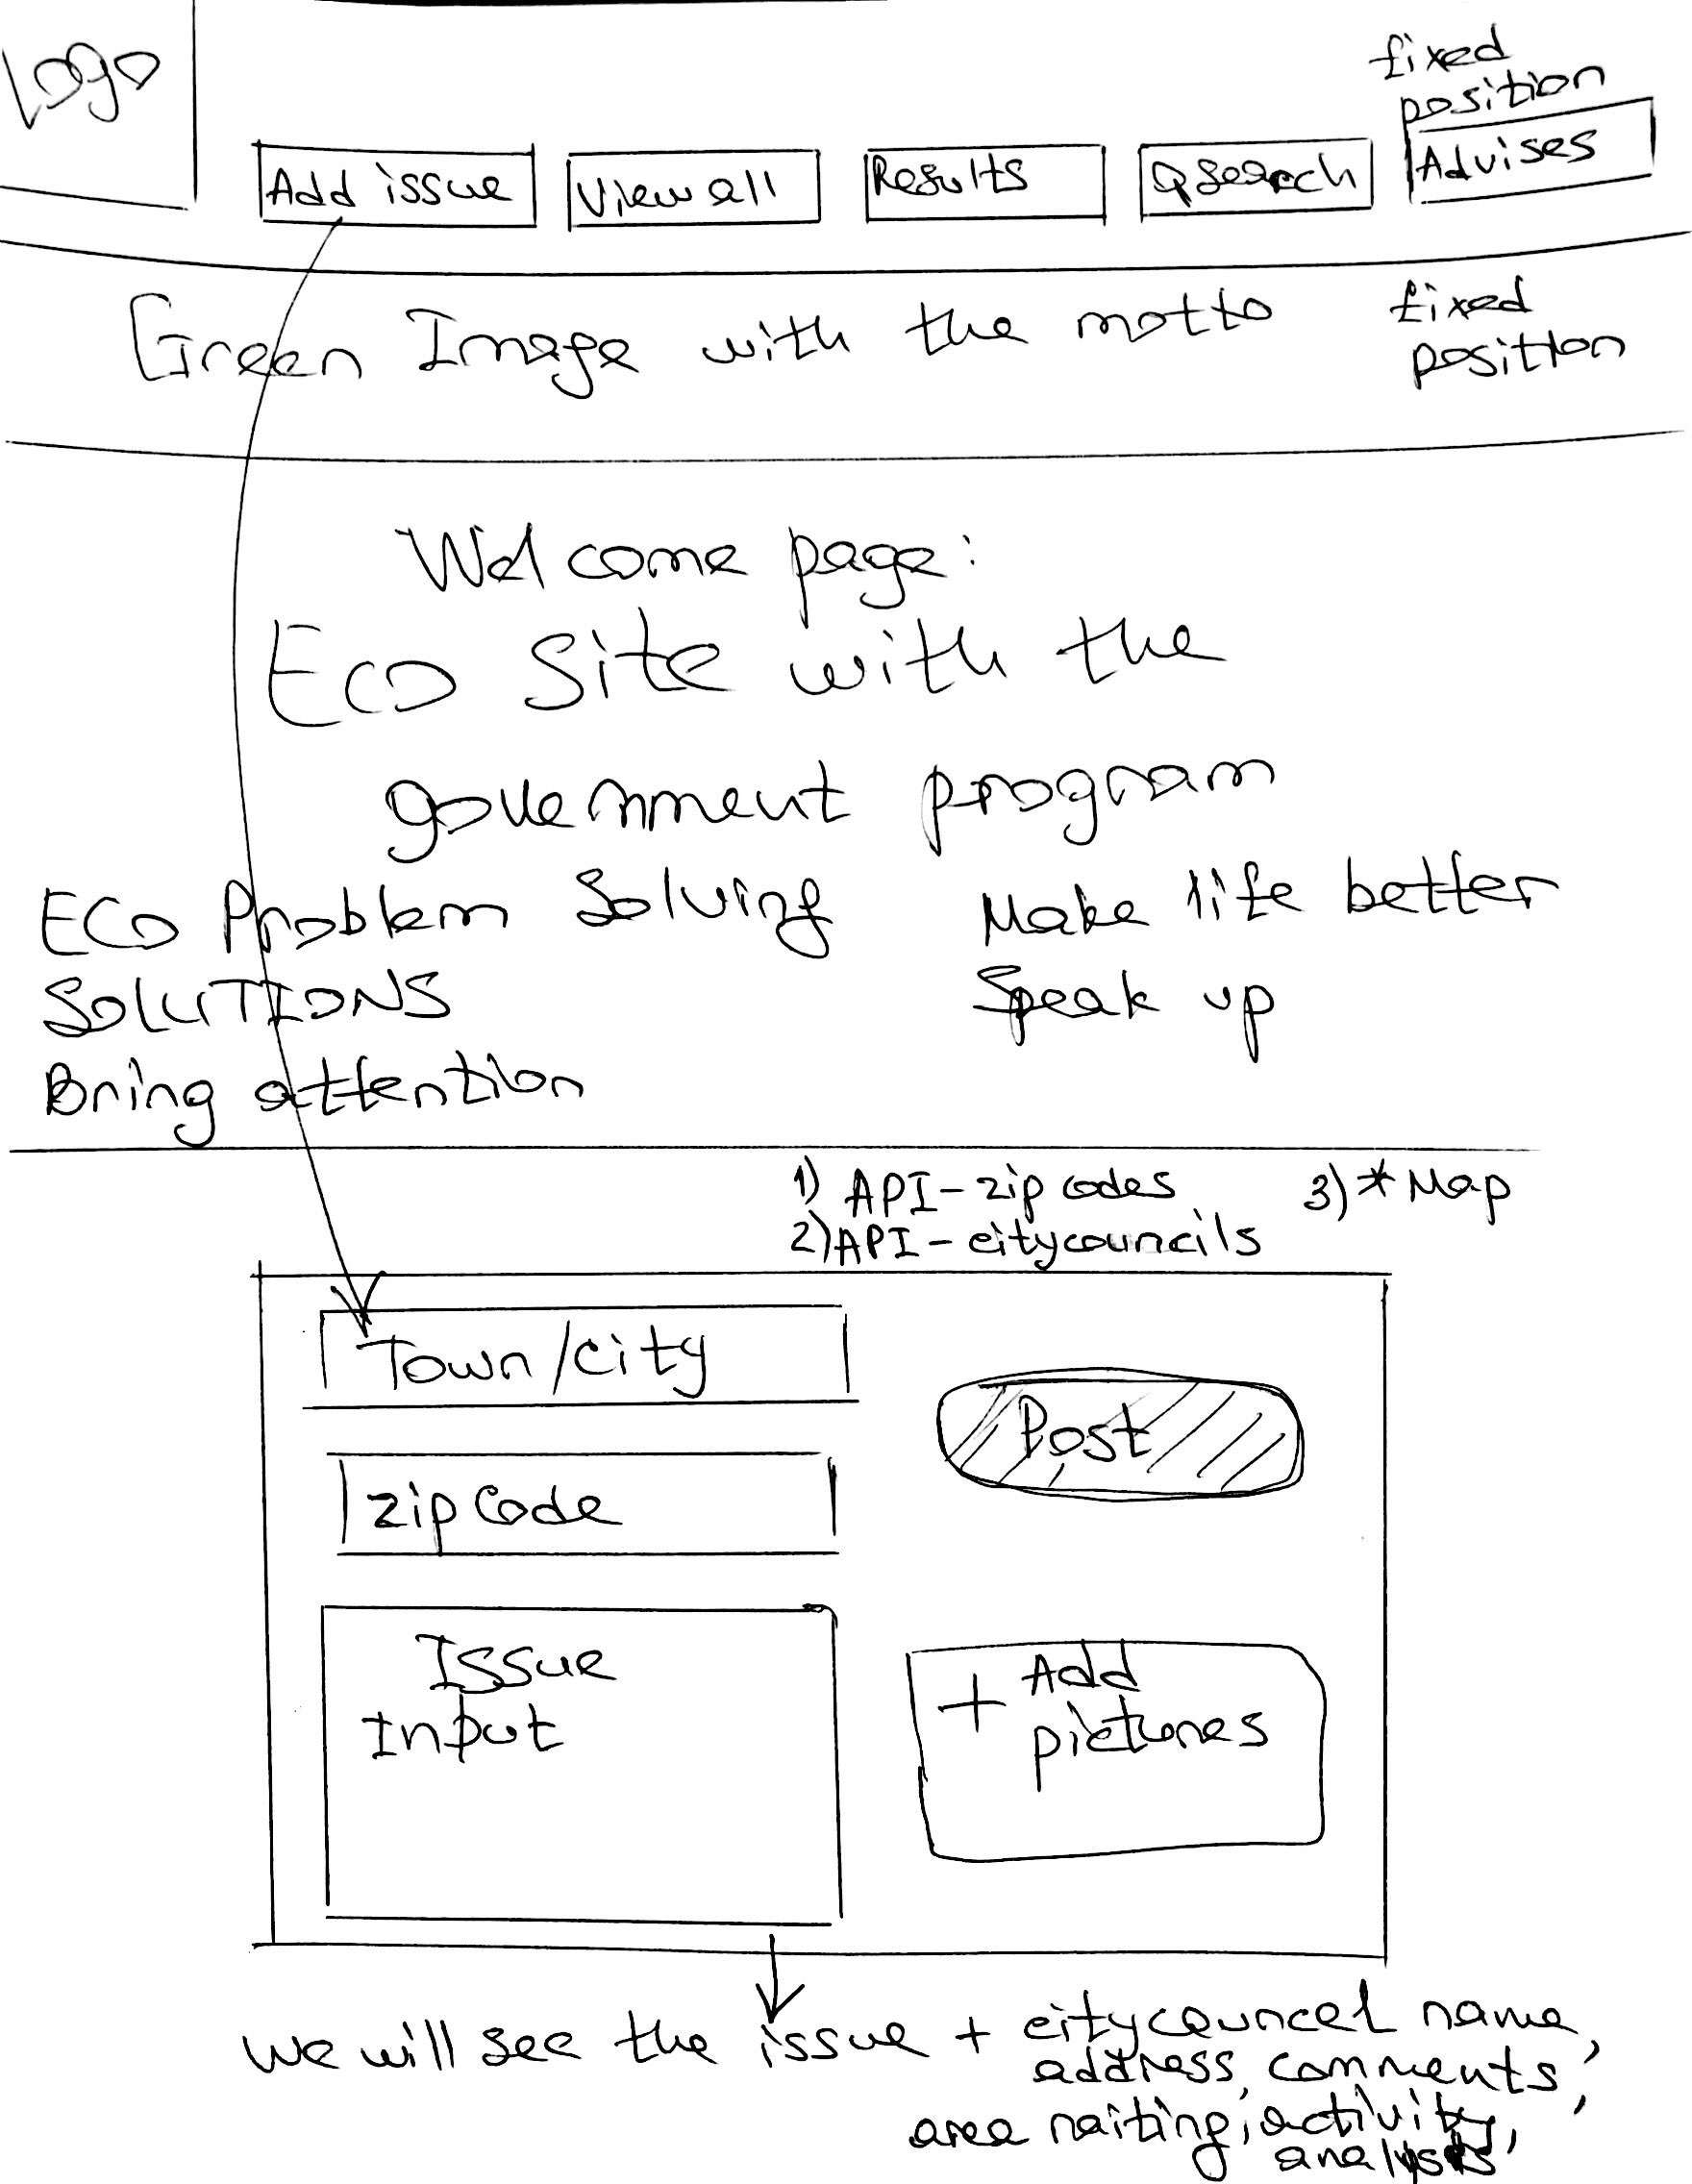 Logo
fixed
position
Add issue
View all
Results
Search
Advises
Green Image with the motto
fixed
position
Welcome page:
Eco Site with the
government program
ECO Problem Solving
SOLUTIONS
Bring attention
Make life better
Speak up
1) API-zip codes
2) API-citycouncils
3) * Map
Town/city
Post
zip code
Issue
Input
+ Add
pictures
we will see the issue + citycouncel name,
address, comments,
area raiting, activity,
analysis,